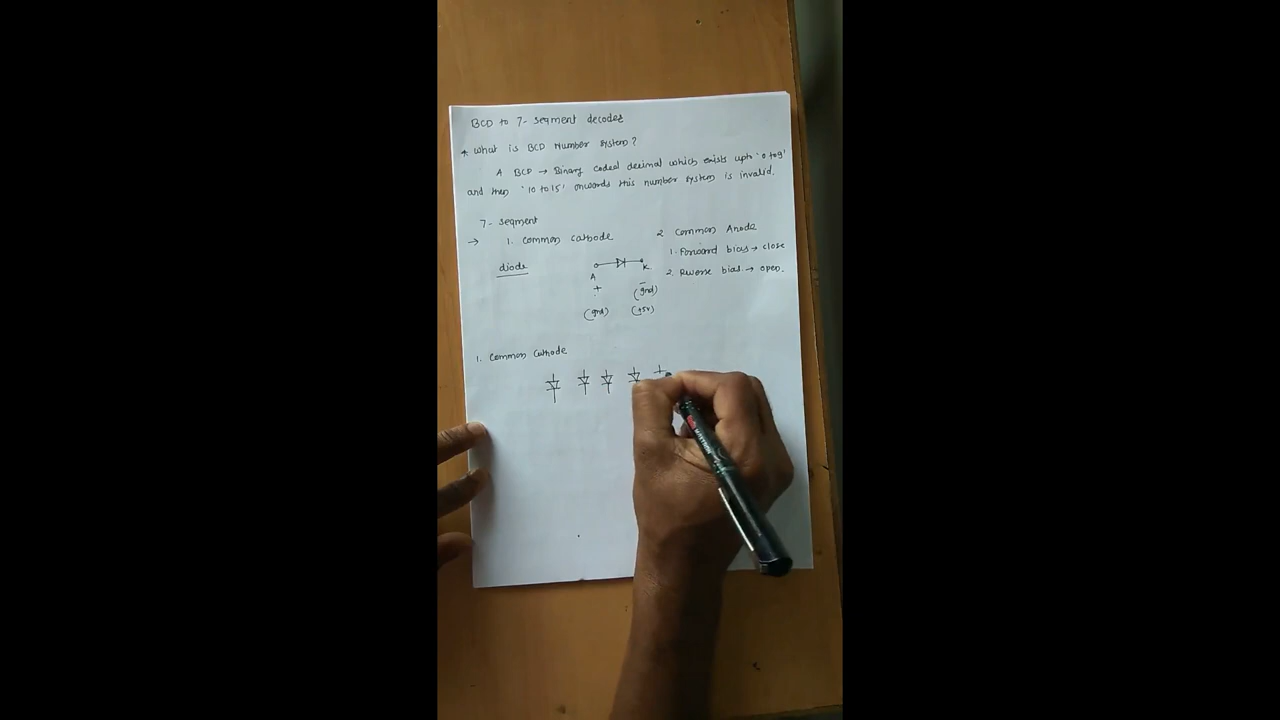 BCD to 7-segment decoder
* What is BCD Number system?
A BCD → Binary coded decimal which exists upto '0 to 9'
and then '10 to 15' onwards this number system is invalid.
7-segment
→ 1. Common cathode 2 Common Anode
1. Forward bias → close
diode A K 2. Reverse bias → open.
+ -
(gnd)
(gnd) (+5v)
1. Common Cathode